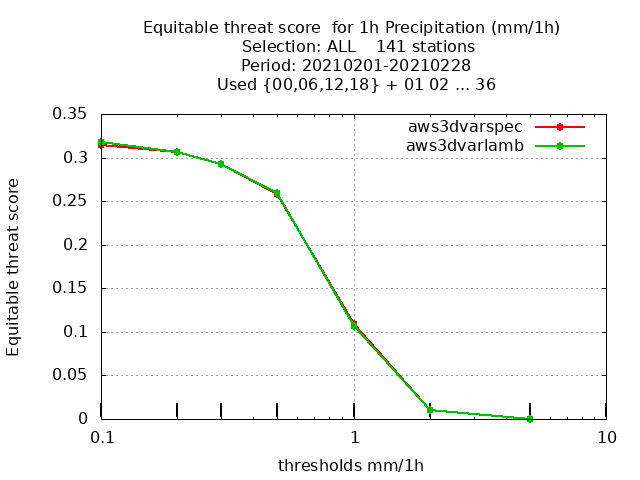 Equitable threat score  for 1h Precipitation (mm/1h)
Selection: ALL    141 stations
Period: 20210201-20210228
Used {00,06,12,18} + 01 02 ... 36
aws3dvarspec
aws3dvarlamb
Equitable threat score
0.35
0.3
0.25
0.2
0.15
0.1
0.05
0
0.1 1 10
thresholds mm/1h